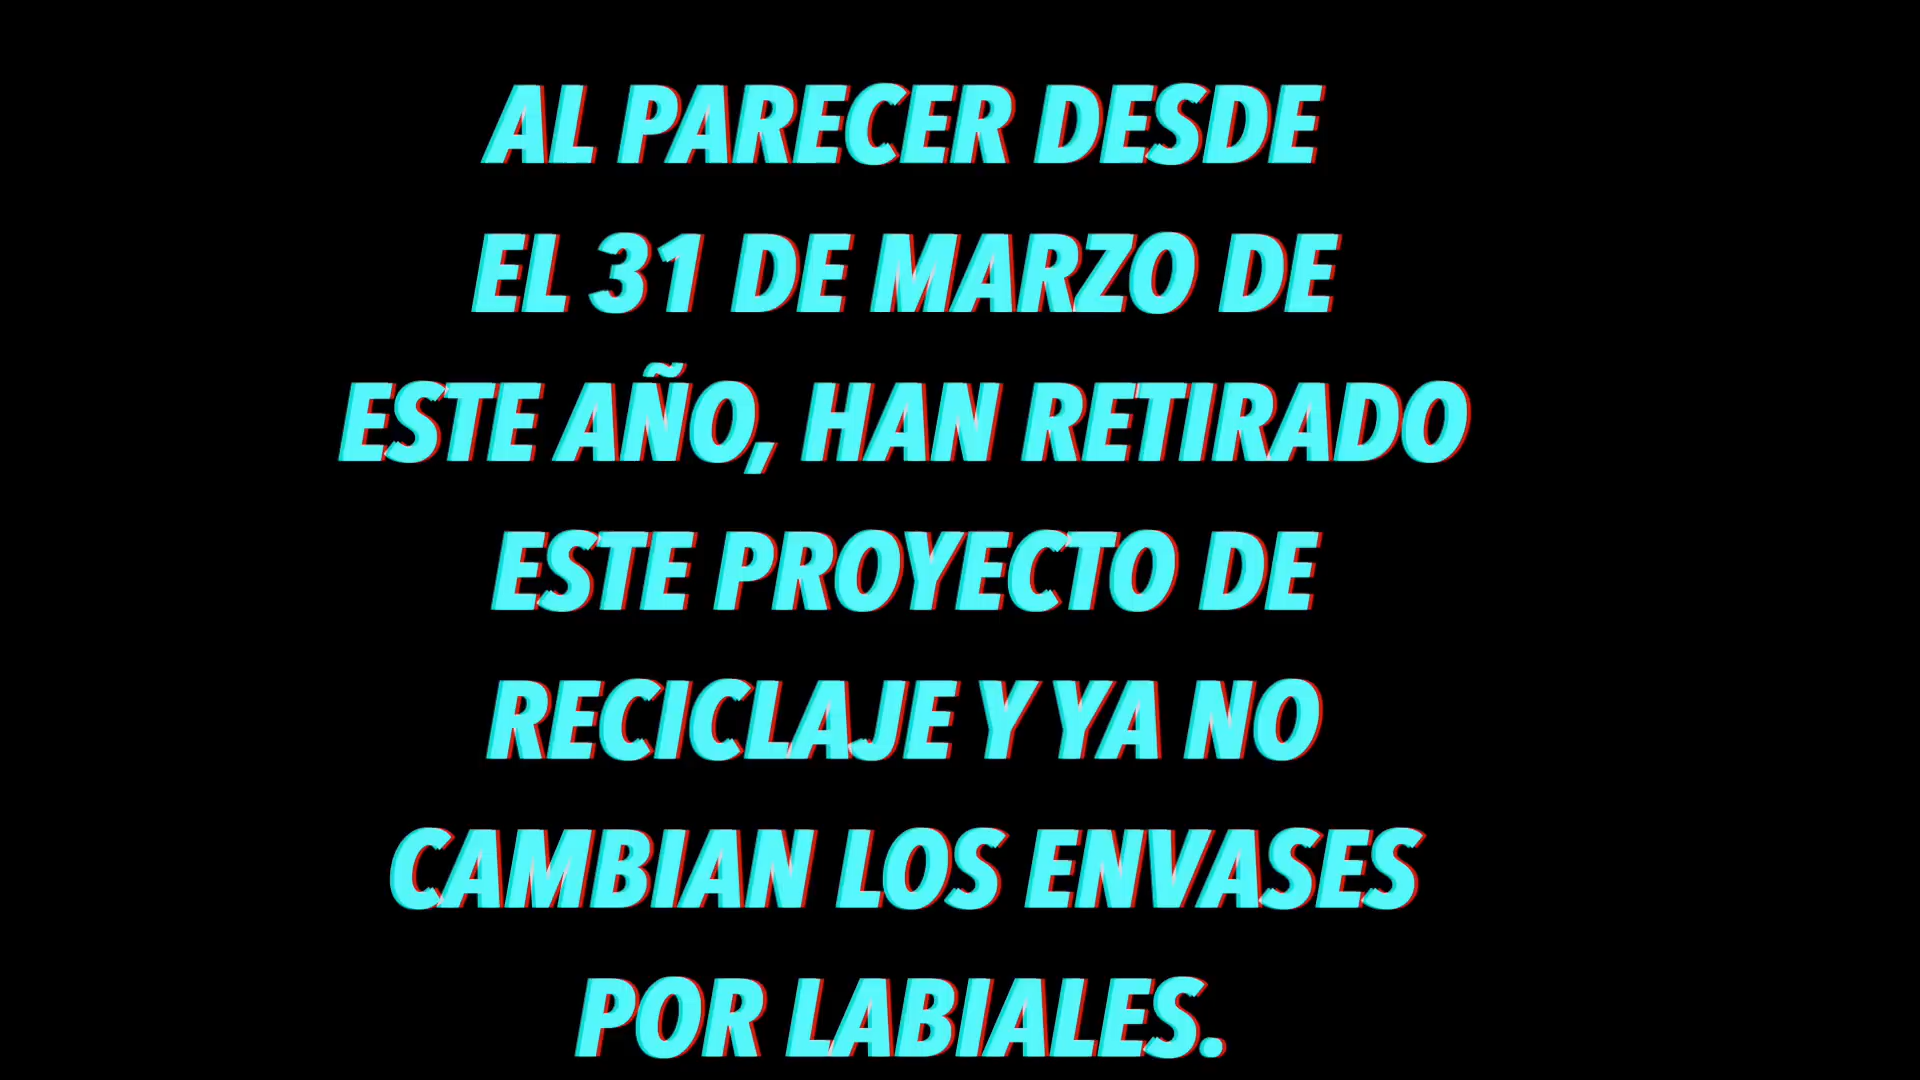 AL PARECER DESDE
EL 31 DE MARZO DE
ESTE AÑO, HAN RETIRADO
ESTE PROYECTO DE
RECICLAJE Y YA NO
CAMBIAN LOS ENVASES
POR LABIALES.